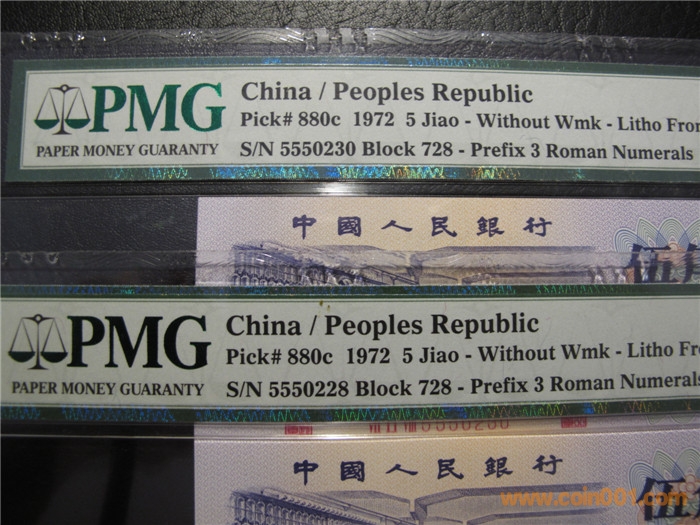 PMG
PAPER MONEY GUARANTY
China / Peoples Republic
Pick# 880c 1972 5 Jiao - Without Wmk - Litho Fron
S/N 5550230 Block 728 - Prefix 3 Roman Numerals
中國人民銀行
PMG
PAPER MONEY GUARANTY
China / Peoples Republic
Pick# 880c 1972 5 Jiao - Without Wmk - Litho Fro
S/N 5550228 Block 728 - Prefix 3 Roman Numerals
5550230
中國人民銀行
伍
www.coin001.com